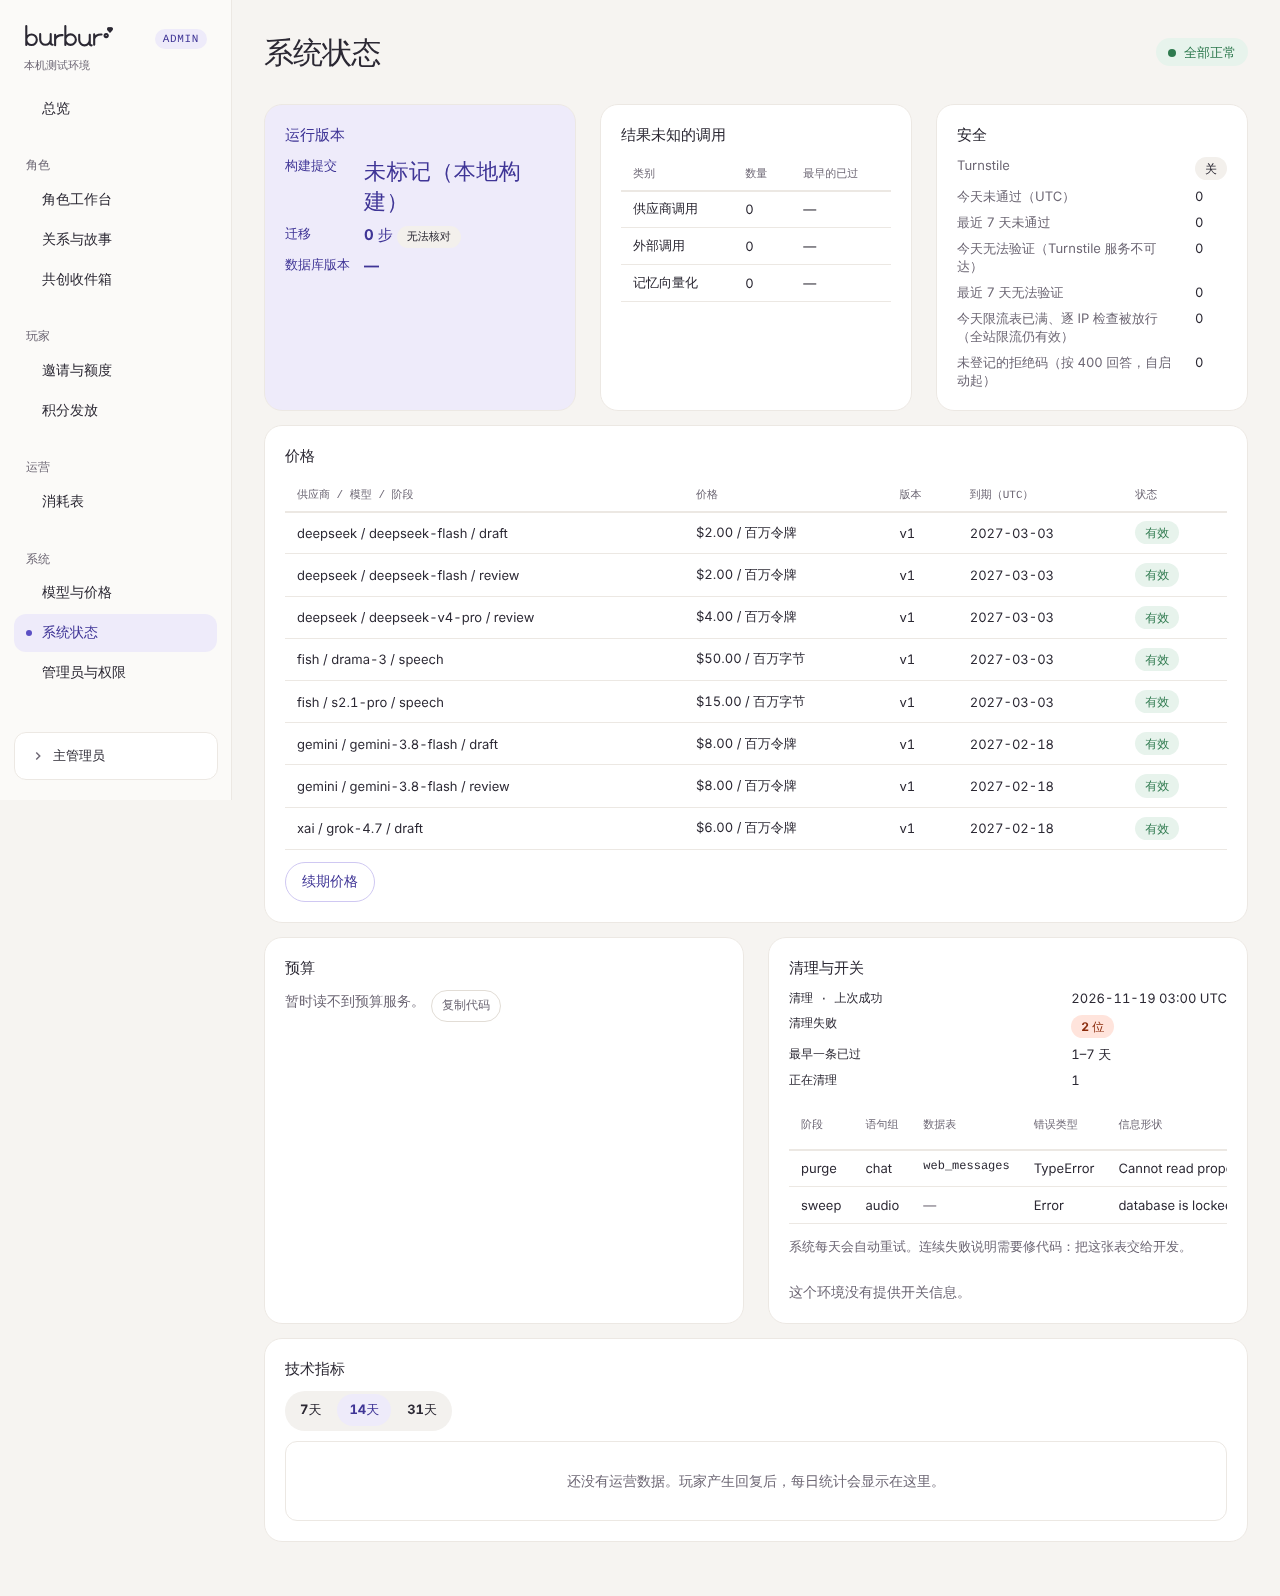 burbur
ADMIN
本机测试环境
总览
角色
角色工作台
关系与故事
共创收件箱
玩家
邀请与额度
积分发放
运营
消耗表
系统
模型与价格
系统状态
管理员与权限
主管理员
系统状态
全部正常
运行版本
构建提交 未标记（本地构
建）
迁移 0 步 无法核对
数据库版本 —
结果未知的调用
类别 数量 最早的已过
供应商调用 0 —
外部调用 0 —
记忆向量化 0 —
安全
Turnstile 关
今天未通过（UTC） 0
最近 7 天未通过 0
今天无法验证（Turnstile 服务不可 0
达）
最近 7 天无法验证 0
今天限流表已满、逐 IP 检查被放行 0
（全站限流仍有效）
未登记的拒绝码（按 400 回答，自启 0
动起）
价格
供应商 / 模型 / 阶段 价格 版本 到期（UTC） 状态
deepseek / deepseek-flash / draft $2.00 / 百万令牌 v1 2027-03-03 有效
deepseek / deepseek-flash / review $2.00 / 百万令牌 v1 2027-03-03 有效
deepseek / deepseek-v4-pro / review $4.00 / 百万令牌 v1 2027-03-03 有效
fish / drama-3 / speech $50.00 / 百万字节 v1 2027-03-03 有效
fish / s2.1-pro / speech $15.00 / 百万字节 v1 2027-03-03 有效
gemini / gemini-3.8-flash / draft $8.00 / 百万令牌 v1 2027-02-18 有效
gemini / gemini-3.8-flash / review $8.00 / 百万令牌 v1 2027-02-18 有效
xai / grok-4.7 / draft $6.00 / 百万令牌 v1 2027-02-18 有效
续期价格
预算
暂时读不到预算服务。 复制代码
清理与开关
清理 · 上次成功 2026-11-19 03:00 UTC
清理失败 2 位
最早一条已过 1–7 天
正在清理 1
阶段 语句组 数据表 错误类型 信息形状
purge chat web_messages TypeError Cannot read prope
sweep audio — Error database is locked
系统每天会自动重试。连续失败说明需要修代码：把这张表交给开发。
这个环境没有提供开关信息。
技术指标
7天 14天 31天
还没有运营数据。玩家产生回复后，每日统计会显示在这里。